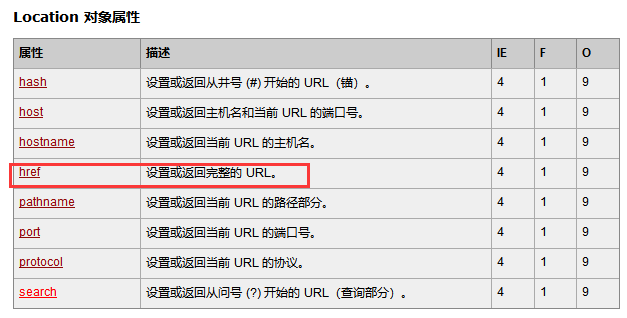 Location 对象属性
属性 描述 IE F O
hash 设置或返回从井号 (#) 开始的 URL（锚）。 4 1 9
host 设置或返回主机名和当前 URL 的端口号。 4 1 9
hostname 设置或返回当前 URL 的主机名。 4 1 9
href 设置或返回完整的 URL。 4 1 9
pathname 设置或返回当前 URL 的路径部分。 4 1 9
port 设置或返回当前 URL 的端口号。 4 1 9
protocol 设置或返回当前 URL 的协议。 4 1 9
search 设置或返回从问号 (?) 开始的 URL（查询部分）。 4 1 9